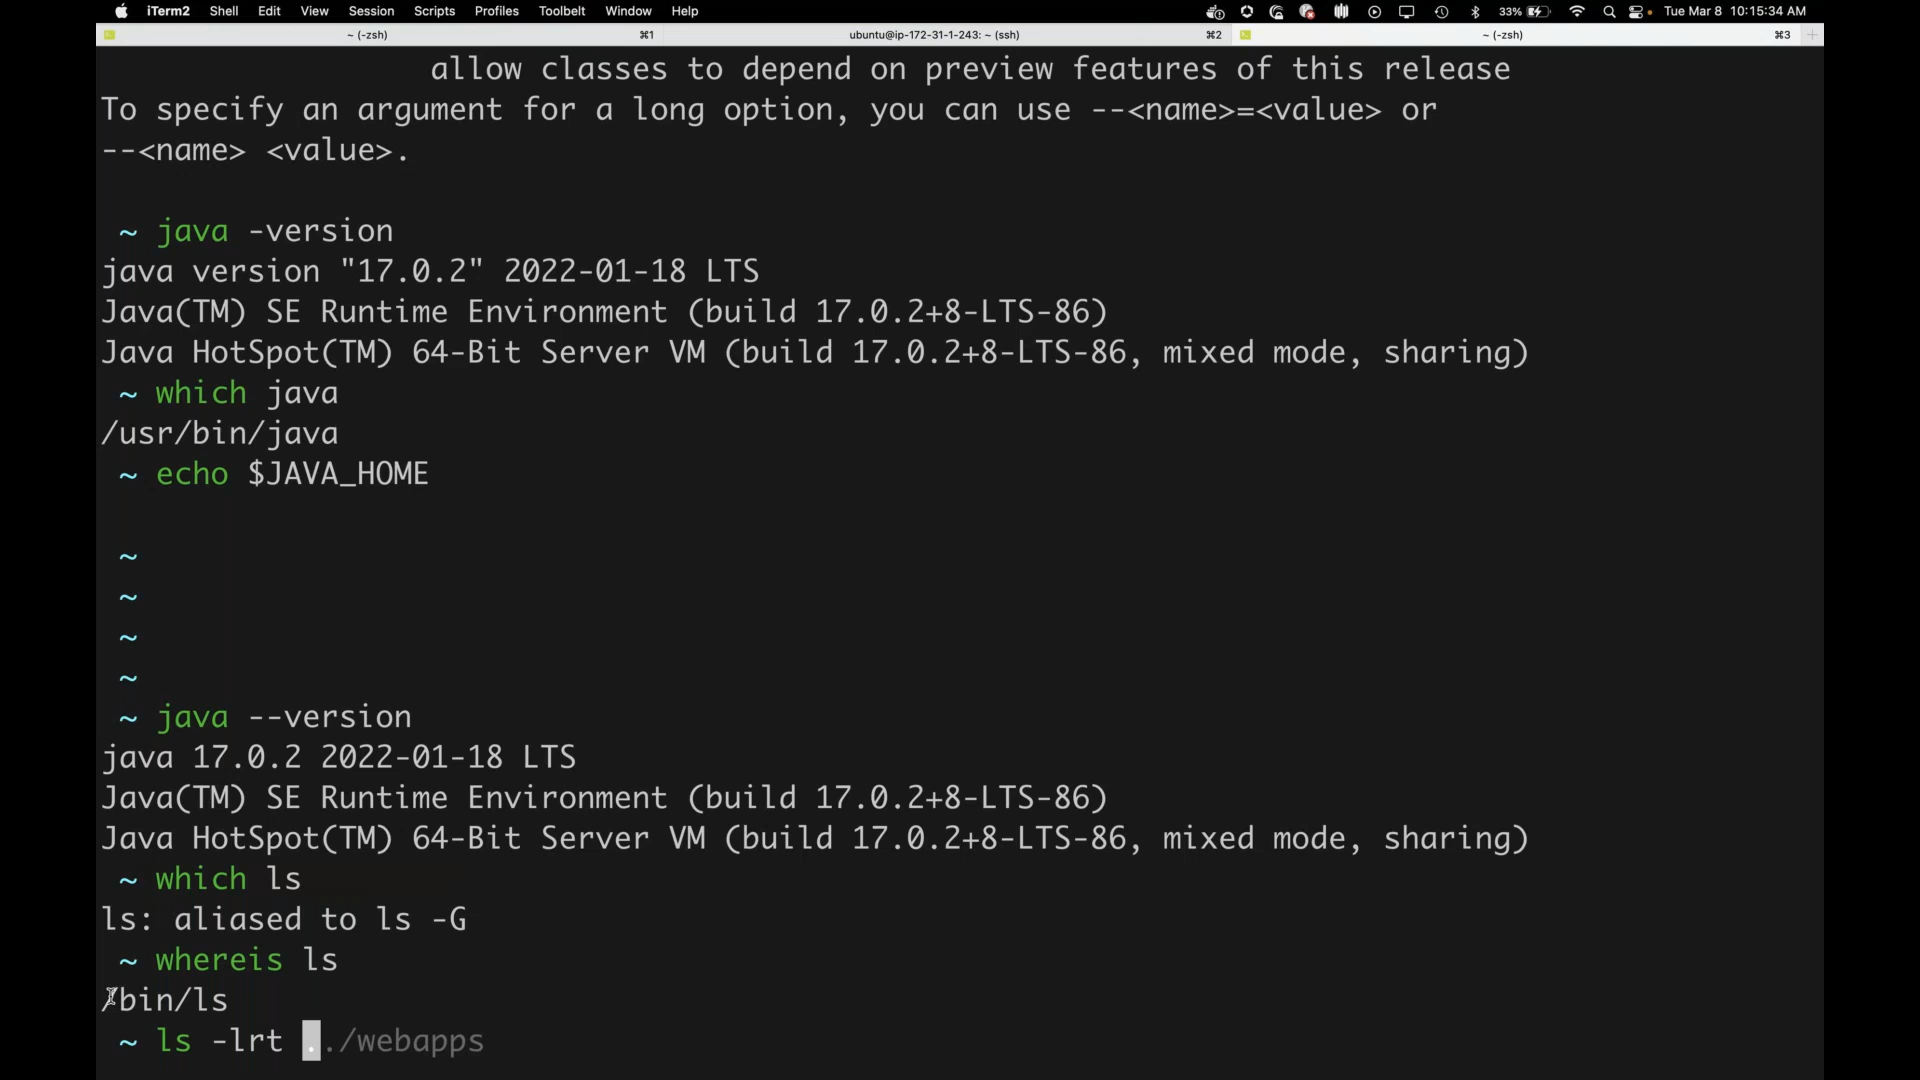 iTerm2 Shell Edit View Session Scripts Profiles Toolbelt Window Help 33% Tue Mar 8 10:15:34 AM
~ (-zsh) ⌘1 ubuntu@ip-172-31-1-243: ~ (ssh) ⌘2 ~ (-zsh) ⌘3
allow classes to depend on preview features of this release
To specify an argument for a long option, you can use --<name>=<value> or
--<name> <value>.
~ java -version
java version "17.0.2" 2022-01-18 LTS
Java(TM) SE Runtime Environment (build 17.0.2+8-LTS-86)
Java HotSpot(TM) 64-Bit Server VM (build 17.0.2+8-LTS-86, mixed mode, sharing)
~ which java
/usr/bin/java
~ echo $JAVA_HOME
~
~
~
~
~ java --version
java 17.0.2 2022-01-18 LTS
Java(TM) SE Runtime Environment (build 17.0.2+8-LTS-86)
Java HotSpot(TM) 64-Bit Server VM (build 17.0.2+8-LTS-86, mixed mode, sharing)
~ which ls
ls: aliased to ls -G
~ whereis ls
/bin/ls
~ ls -lrt ../webapps